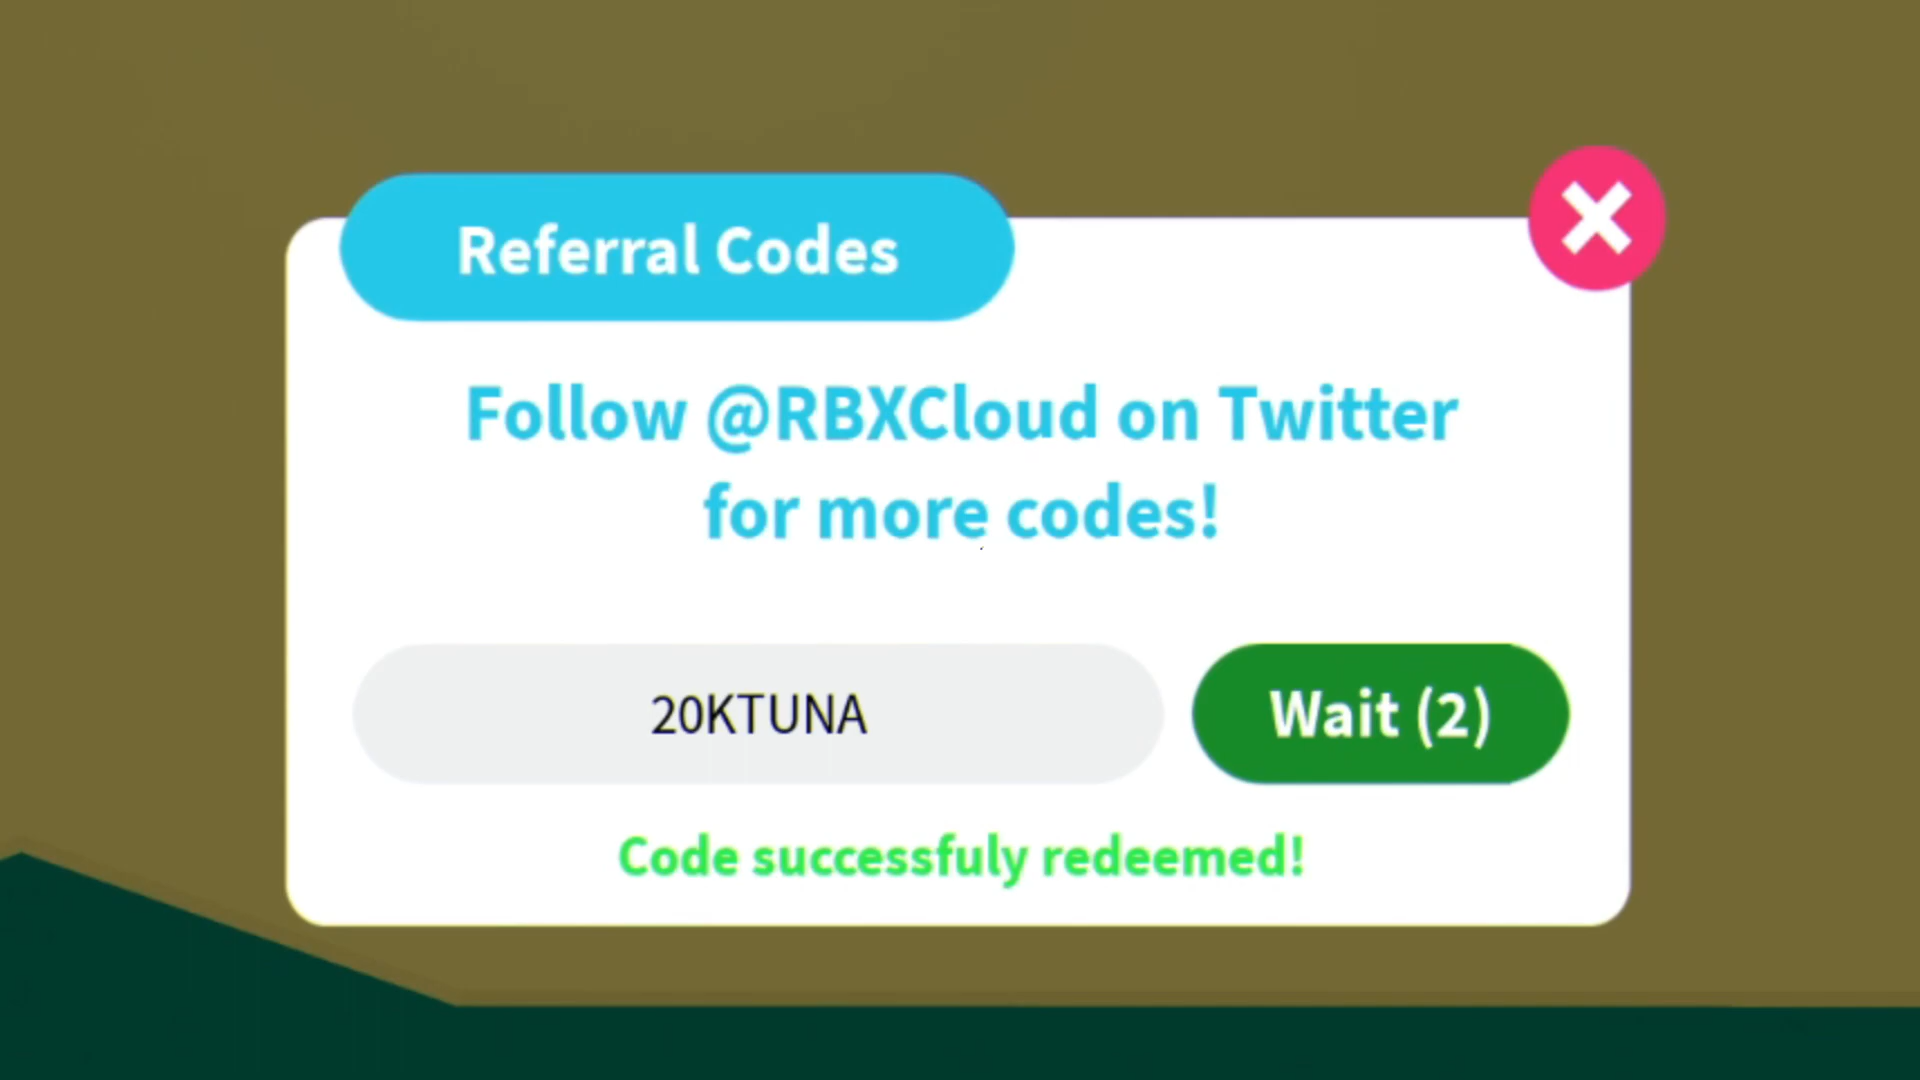 Referral Codes
Follow @RBXCloud on Twitter
for more codes!
20KTUNA
Wait (2)
Code successfuly redeemed!